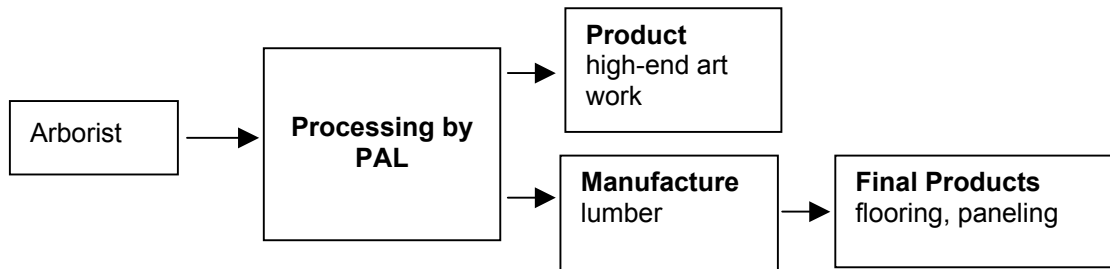 Arborist
Processing by
PAL
Product
high-end art
work
Manufacture
lumber
Final Products
flooring, paneling